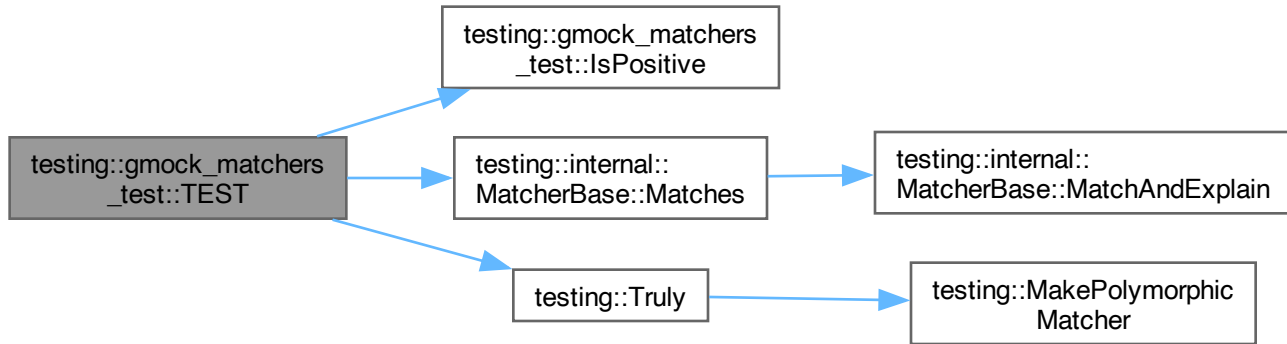 testing::gmock_matchers
_test::IsPositive
testing::gmock_matchers
_test::TEST
testing::internal::
MatcherBase::Matches
testing::internal::
MatcherBase::MatchAndExplain
testing::Truly
testing::MakePolymorphic
Matcher